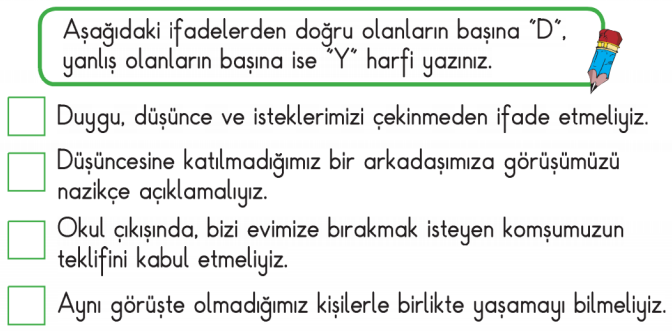 Aşağıdaki ifadelerden doğru olanların başına "D",
yanlış olanların başına ise "Y" harfi yazınız.
Duygu, düşünce ve isteklerimizi çekinmeden ifade etmeliyiz.
Düşüncesine katılmadığımız bir arkadaşımıza görüşümüzü
nazikçe açıklamalıyız.
Okul çıkışında, bizi evimize bırakmak isteyen komşumuzun
teklifini kabul etmeliyiz.
Aynı görüşte olmadığımız kişilerle birlikte yaşamayı bilmeliyiz.